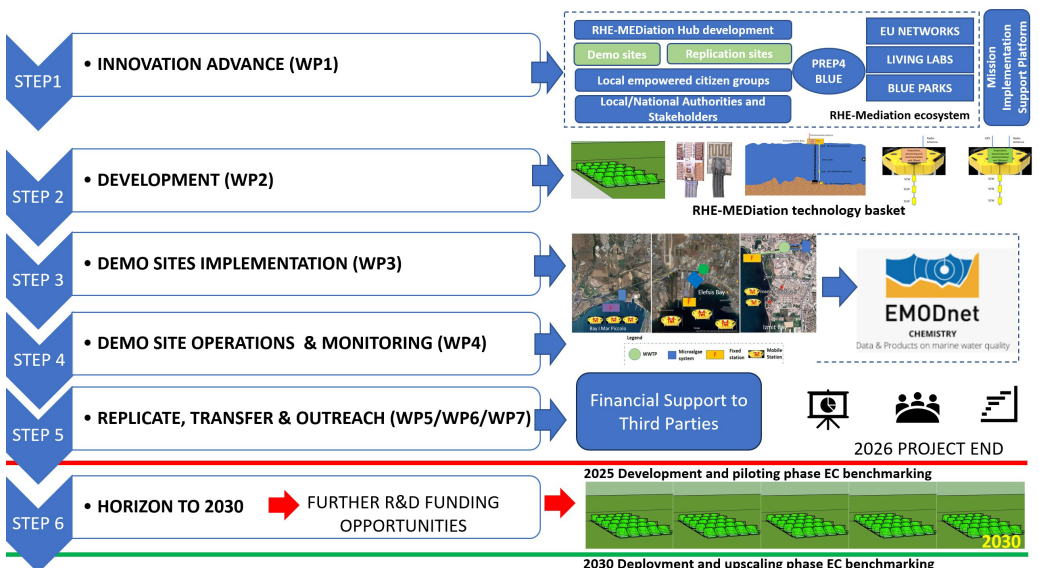 STEP1
• INNOVATION ADVANCE (WP1)
RHE-MEDiation Hub development
Demo sites
Replication sites
Local empowered citizen groups
Local/National Authorities and
Stakeholders
PREP4
BLUE
EU NETWORKS
LIVING LABS
BLUE PARKS
RHE-Mediation ecosystem
Mission
Implementation
Support Platform
STEP 2
• DEVELOPMENT (WP2)
RHE-MEDiation technology basket
STEP 3
• DEMO SITES IMPLEMENTATION (WP3)
Bay I Mar Piccolo
Elefsis Bay
Izmit Bay
EMODnet
CHEMISTRY
Data & Products on marine water quality
STEP 4
• DEMO SITE OPERATIONS & MONITORING (WP4)
Legend
WWTP
Microalgae
system
F
Fixed
station
M
Mobile
Station
STEP 5
• REPLICATE, TRANSFER & OUTREACH (WP5/WP6/WP7)
Financial Support to
Third Parties
2026 PROJECT END
2025 Development and piloting phase EC benchmarking
STEP 6
• HORIZON TO 2030
FURTHER R&D FUNDING
OPPORTUNITIES
2030
2030 Deployment and upscaling phase EC benchmarking